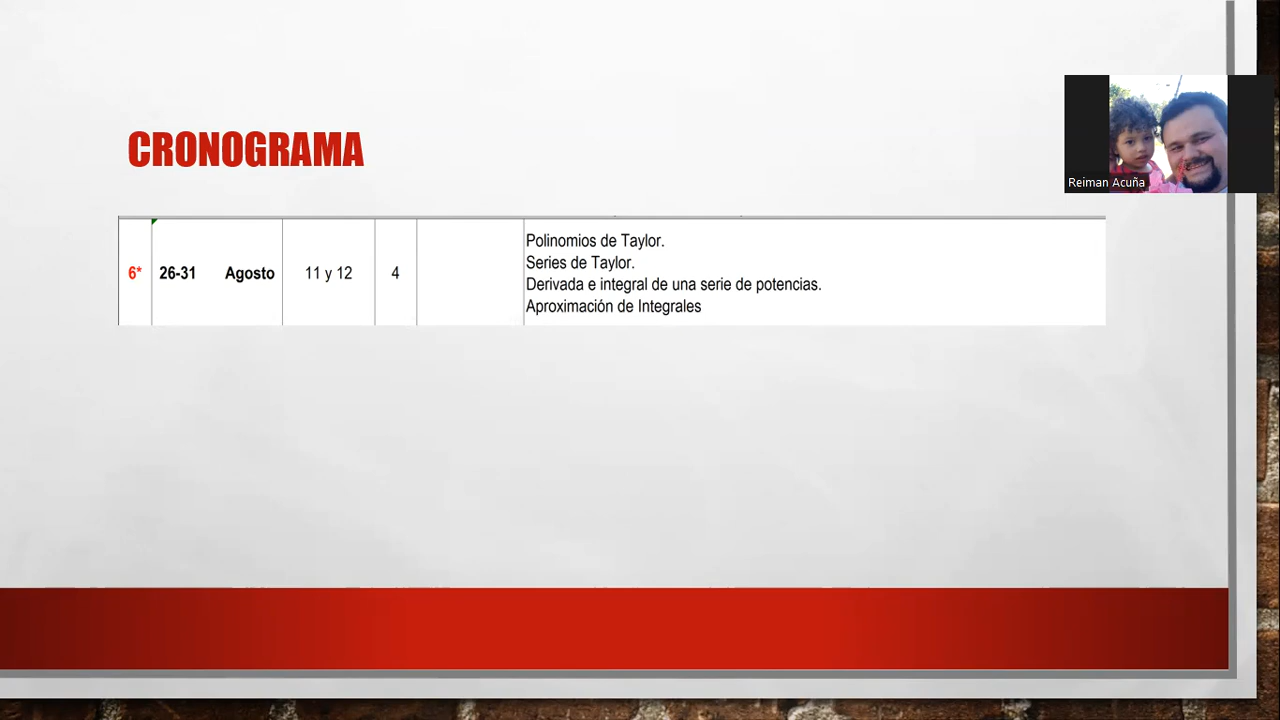 CRONOGRAMA
Reiman Acuña
6* 26-31 Agosto 11 y 12 4
Polinomios de Taylor.
Series de Taylor.
Derivada e integral de una serie de potencias.
Aproximación de Integrales